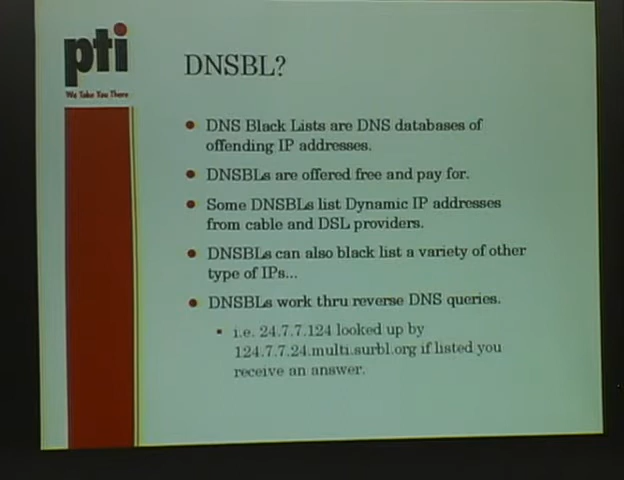 pti
We Take You There
DNSBL?
DNS Black Lists are DNS databases of
offending IP addresses.
DNSBLs are offered free and pay for.
Some DNSBLs list Dynamic IP addresses
from cable and DSL providers.
DNSBLs can also black list a variety of other
type of IPs...
DNSBLs work thru reverse DNS queries.
i.e. 24.7.7.124 looked up by
124.7.7.24.multi.surbl.org if listed you
receive an answer.